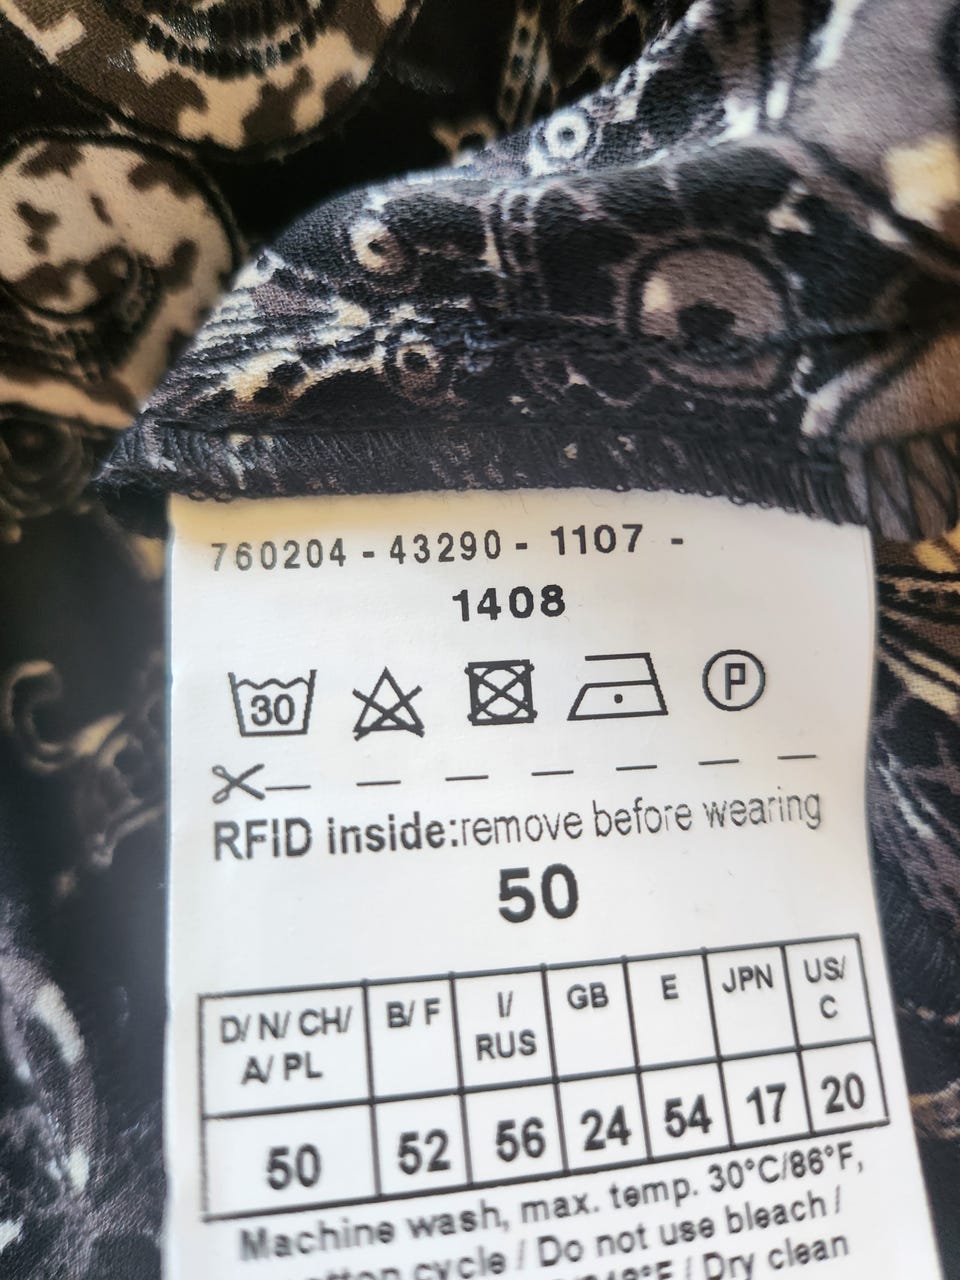 760204 - 43290 - 1107 -
1408
30 P
RFID inside:remove before wearing
50
D/ N/ CH/ A/ PL B/ F I/ RUS GB E JPN US/ C
50 52 56 24 54 17 20
Machine wash, max. temp. 30°C/86°F,
cycle / Do not use bleach /
/ Dry clean